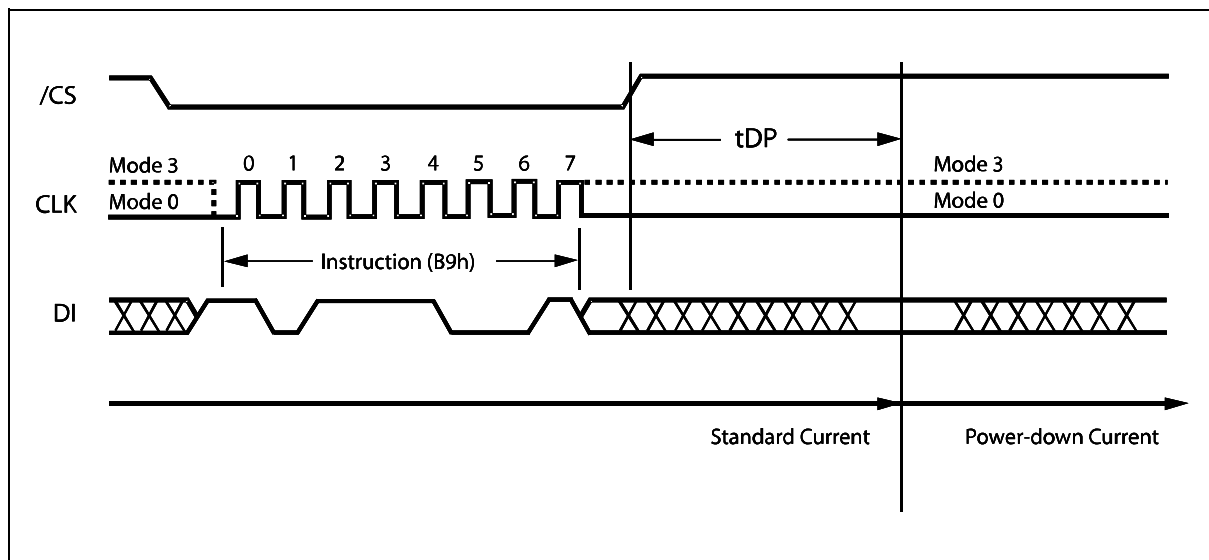 /CS
tDP
Mode 3
0 1 2 3 4 5 6 7
Mode 3
CLK
Mode 0
Mode 0
Instruction (B9h)
DI
Standard Current
Power-down Current